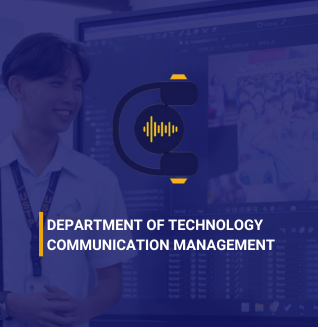 DEPARTMENT OF TECHNOLOGY
COMMUNICATION MANAGEMENT